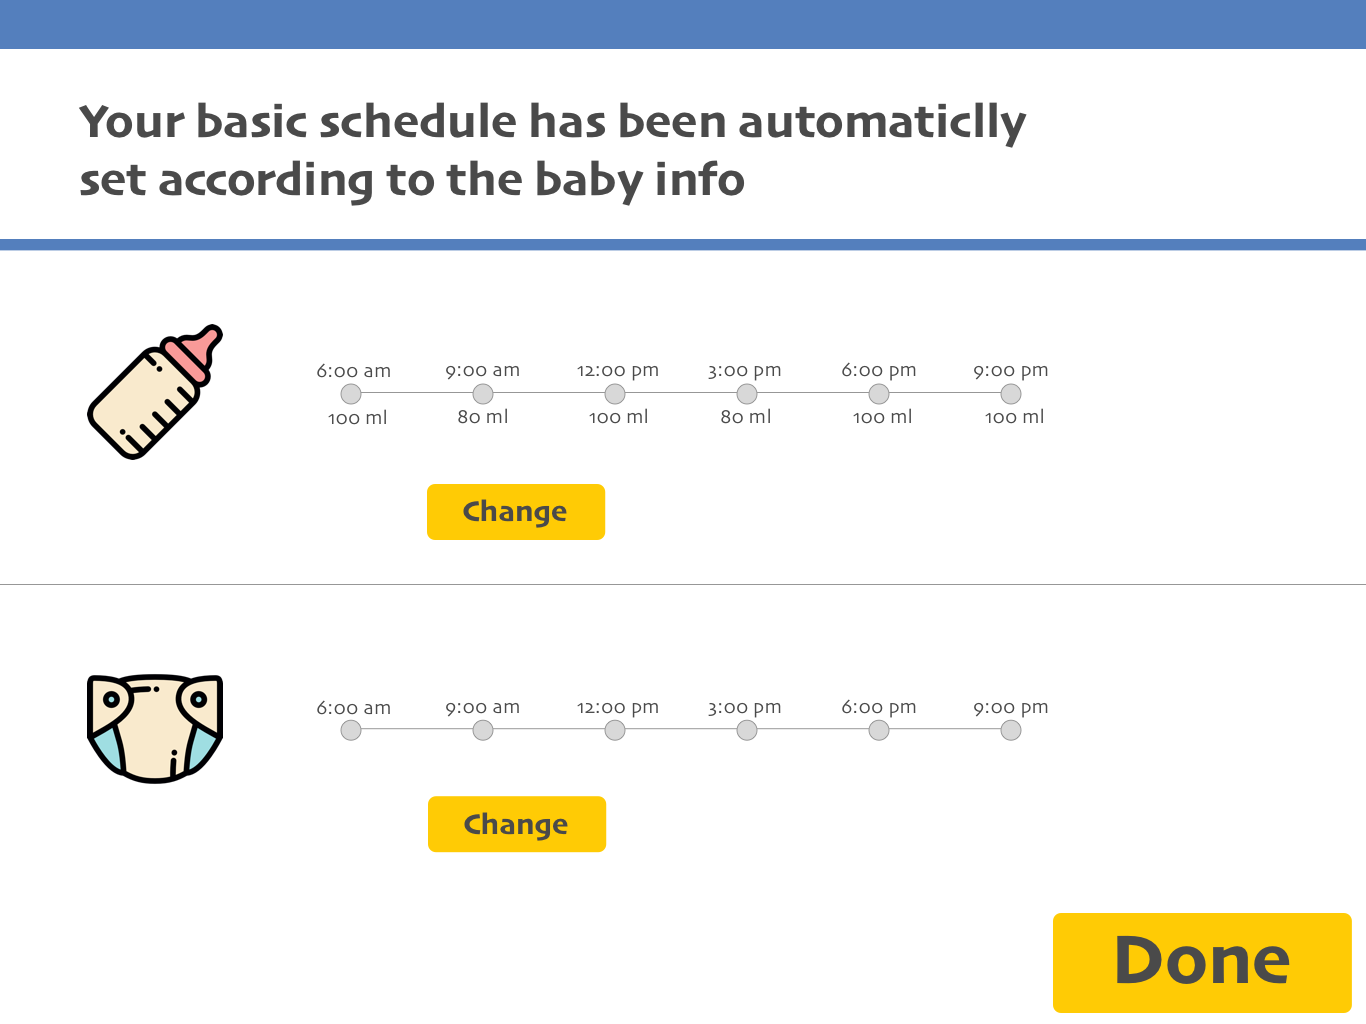 Your basic schedule has been automaticlly
set according to the baby info
6:00 am 9:00 am 12:00 pm 3:00 pm 6:00 pm 9:00 pm
100 ml 80 ml 100 ml 80 ml 100 ml 100 ml
Change
6:00 am 9:00 am 12:00 pm 3:00 pm 6:00 pm 9:00 pm
Change
Done